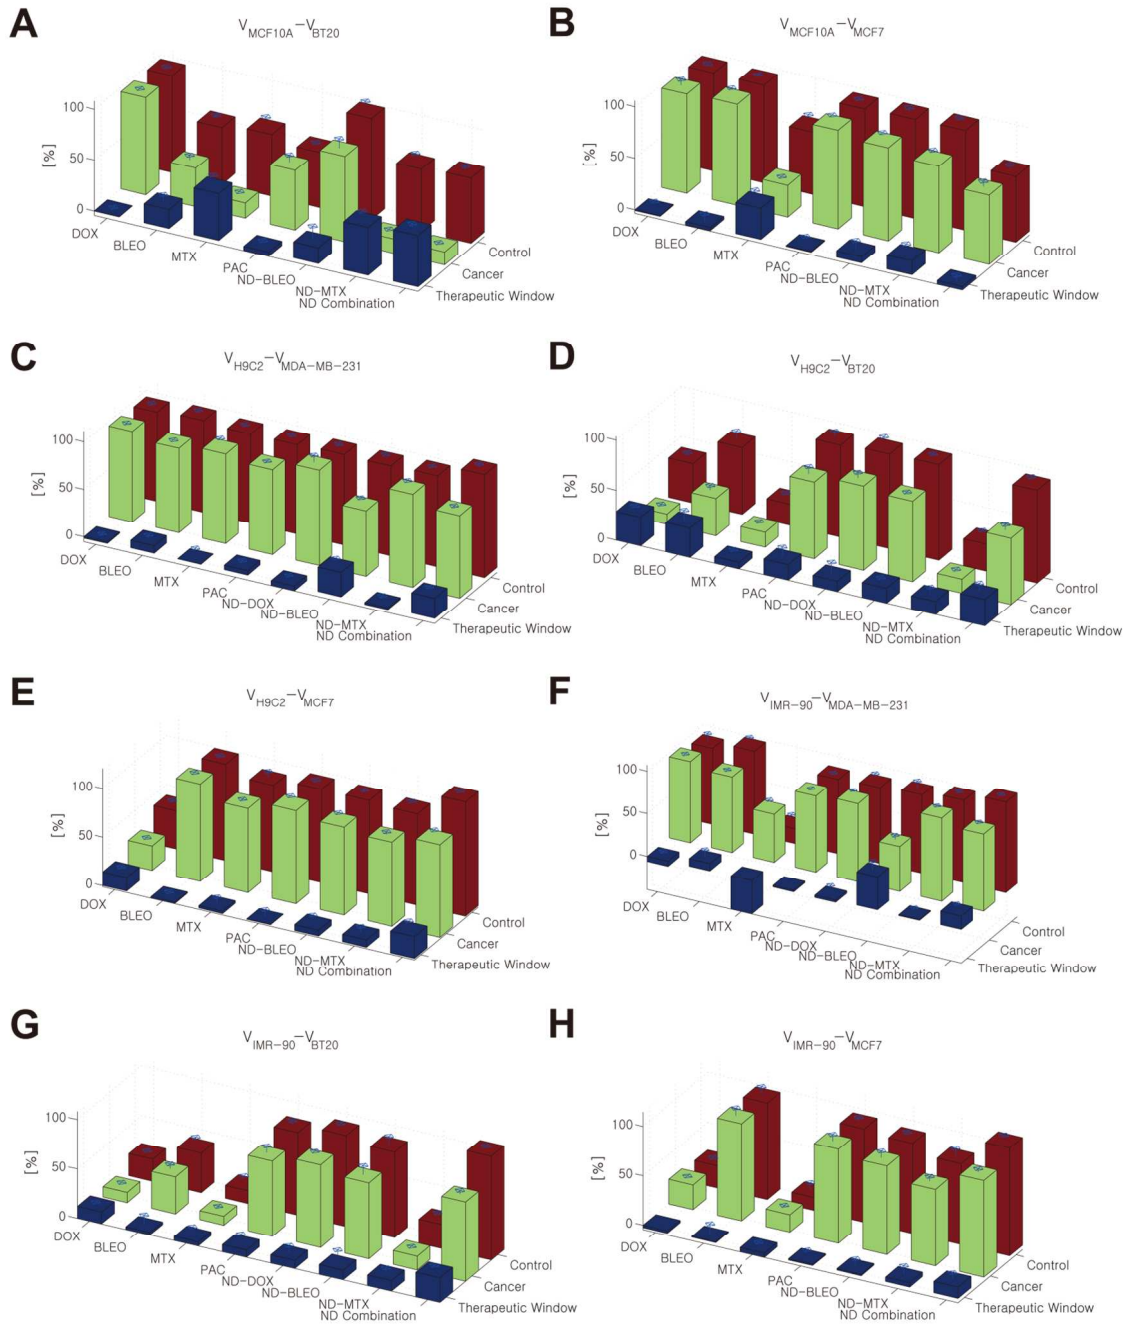 A
V_MCF10A–V_BT20
100
50
0
[%]
DOX
BLEO
MTX
PAC
ND-BLEO
ND-MTX
ND Combination
Control
Cancer
Therapeutic Window
B
V_MCF10A–V_MCF7
100
50
0
[%]
DOX
BLEO
MTX
PAC
ND-BLEO
ND-MTX
ND Combination
Control
Cancer
Therapeutic Window
C
V_H9C2–V_MDA-MB-231
100
50
0
[%]
DOX
BLEO
MTX
PAC
ND-DOX
ND-BLEO
ND-MTX
ND Combination
Control
Cancer
Therapeutic Window
D
V_H9C2–V_BT20
100
50
0
[%]
DOX
BLEO
MTX
PAC
ND-DOX
ND-BLEO
ND-MTX
ND Combination
Control
Cancer
Therapeutic Window
E
V_H9C2–V_MCF7
100
50
0
[%]
DOX
BLEO
MTX
PAC
ND-BLEO
ND-MTX
ND Combination
Control
Cancer
Therapeutic Window
F
V_IMR-90–V_MDA-MB-231
100
50
0
[%]
DOX
BLEO
MTX
PAC
ND-DOX
ND-BLEO
ND-MTX
ND Combination
Control
Cancer
Therapeutic Window
G
V_IMR-90–V_BT20
100
50
0
[%]
DOX
BLEO
MTX
PAC
ND-DOX
ND-BLEO
ND-MTX
ND Combination
Control
Cancer
Therapeutic Window
H
V_IMR-90–V_MCF7
100
50
0
[%]
DOX
BLEO
MTX
PAC
ND-BLEO
ND-MTX
ND Combination
Control
Cancer
Therapeutic Window